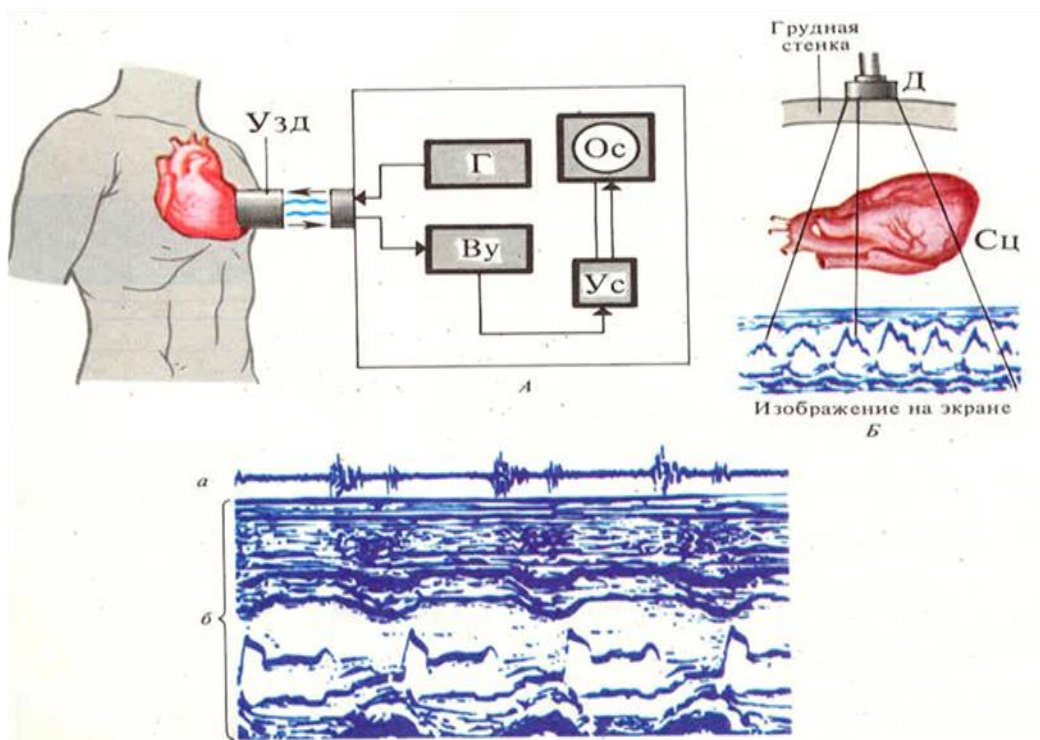 Грудная
стенка
Д
Узд
Г
Ос
Ву
Ус
Сц
А
Изображение на экране
Б
а
б